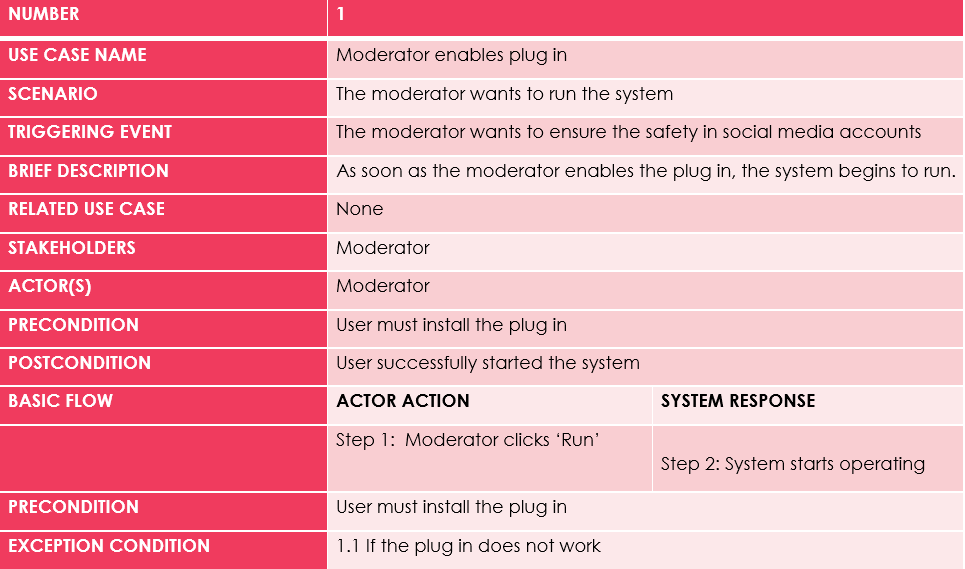 NUMBER 1
USE CASE NAME Moderator enables plug in
SCENARIO The moderator wants to run the system
TRIGGERING EVENT The moderator wants to ensure the safety in social media accounts
BRIEF DESCRIPTION As soon as the moderator enables the plug in, the system begins to run.
RELATED USE CASE None
STAKEHOLDERS Moderator
ACTOR(S) Moderator
PRECONDITION User must install the plug in
POSTCONDITION User successfully started the system
BASIC FLOW ACTOR ACTION SYSTEM RESPONSE
Step 1:  Moderator clicks ‘Run’
Step 2: System starts operating
PRECONDITION User must install the plug in
EXCEPTION CONDITION 1.1 If the plug in does not work